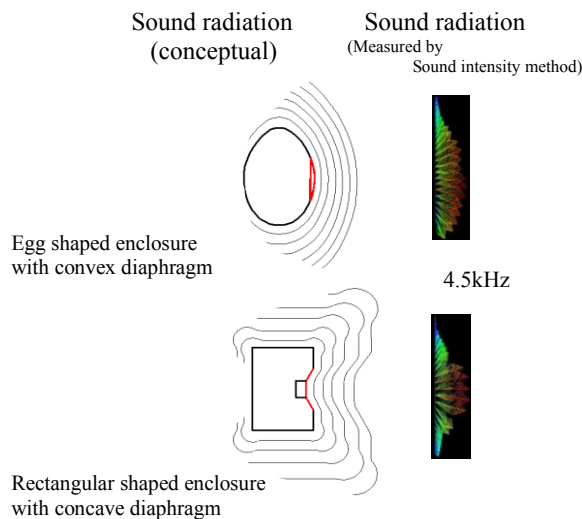 Sound radiation
(conceptual)
Sound radiation
(Measured by
Sound intensity method)
Egg shaped enclosure
with convex diaphragm
4.5kHz
Rectangular shaped enclosure
with concave diaphragm